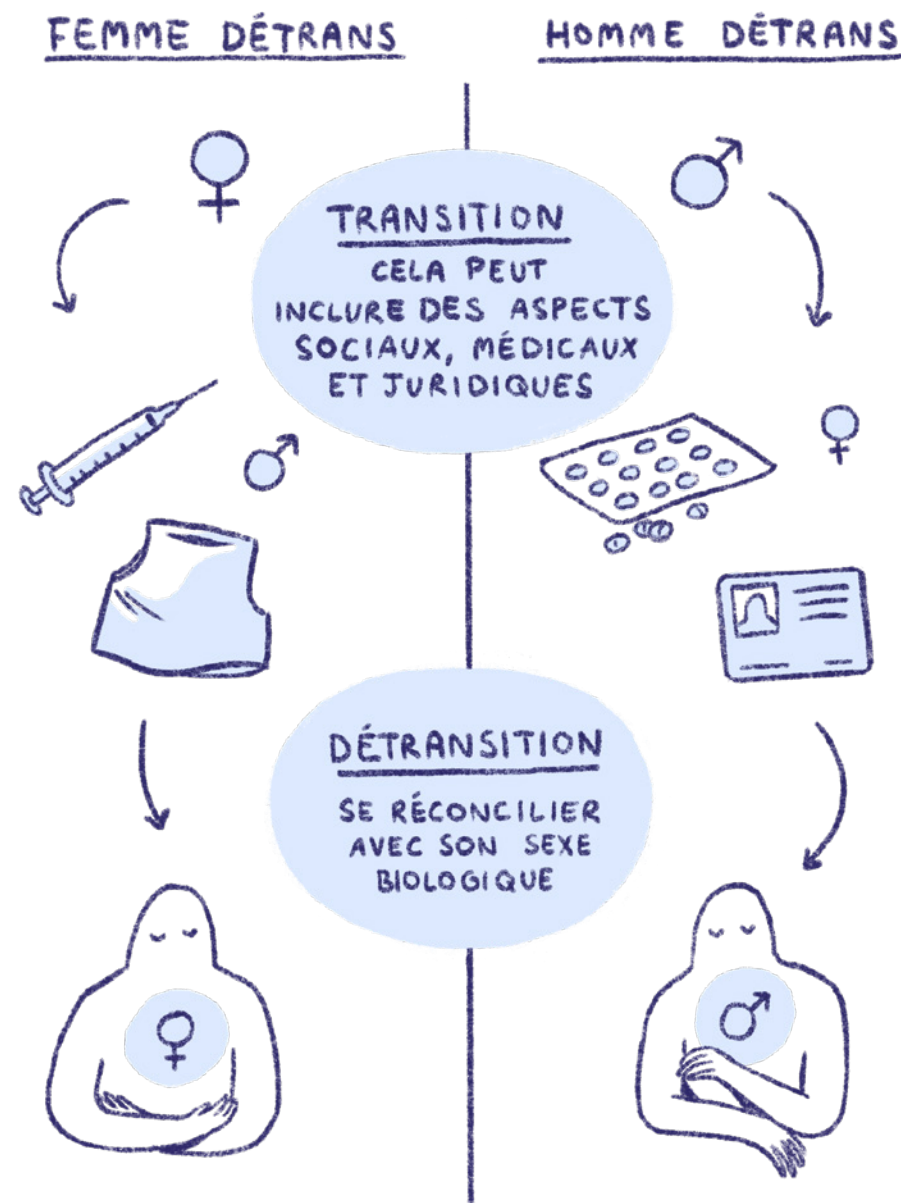 FEMME DÉTRANS
HOMME DÉTRANS
TRANSITION
CELA PEUT
INCLURE DES ASPECTS
SOCIAUX, MÉDICAUX
ET JURIDIQUES
DÉTRANSITION
SE RÉCONCILIER
AVEC SON SEXE
BIOLOGIQUE